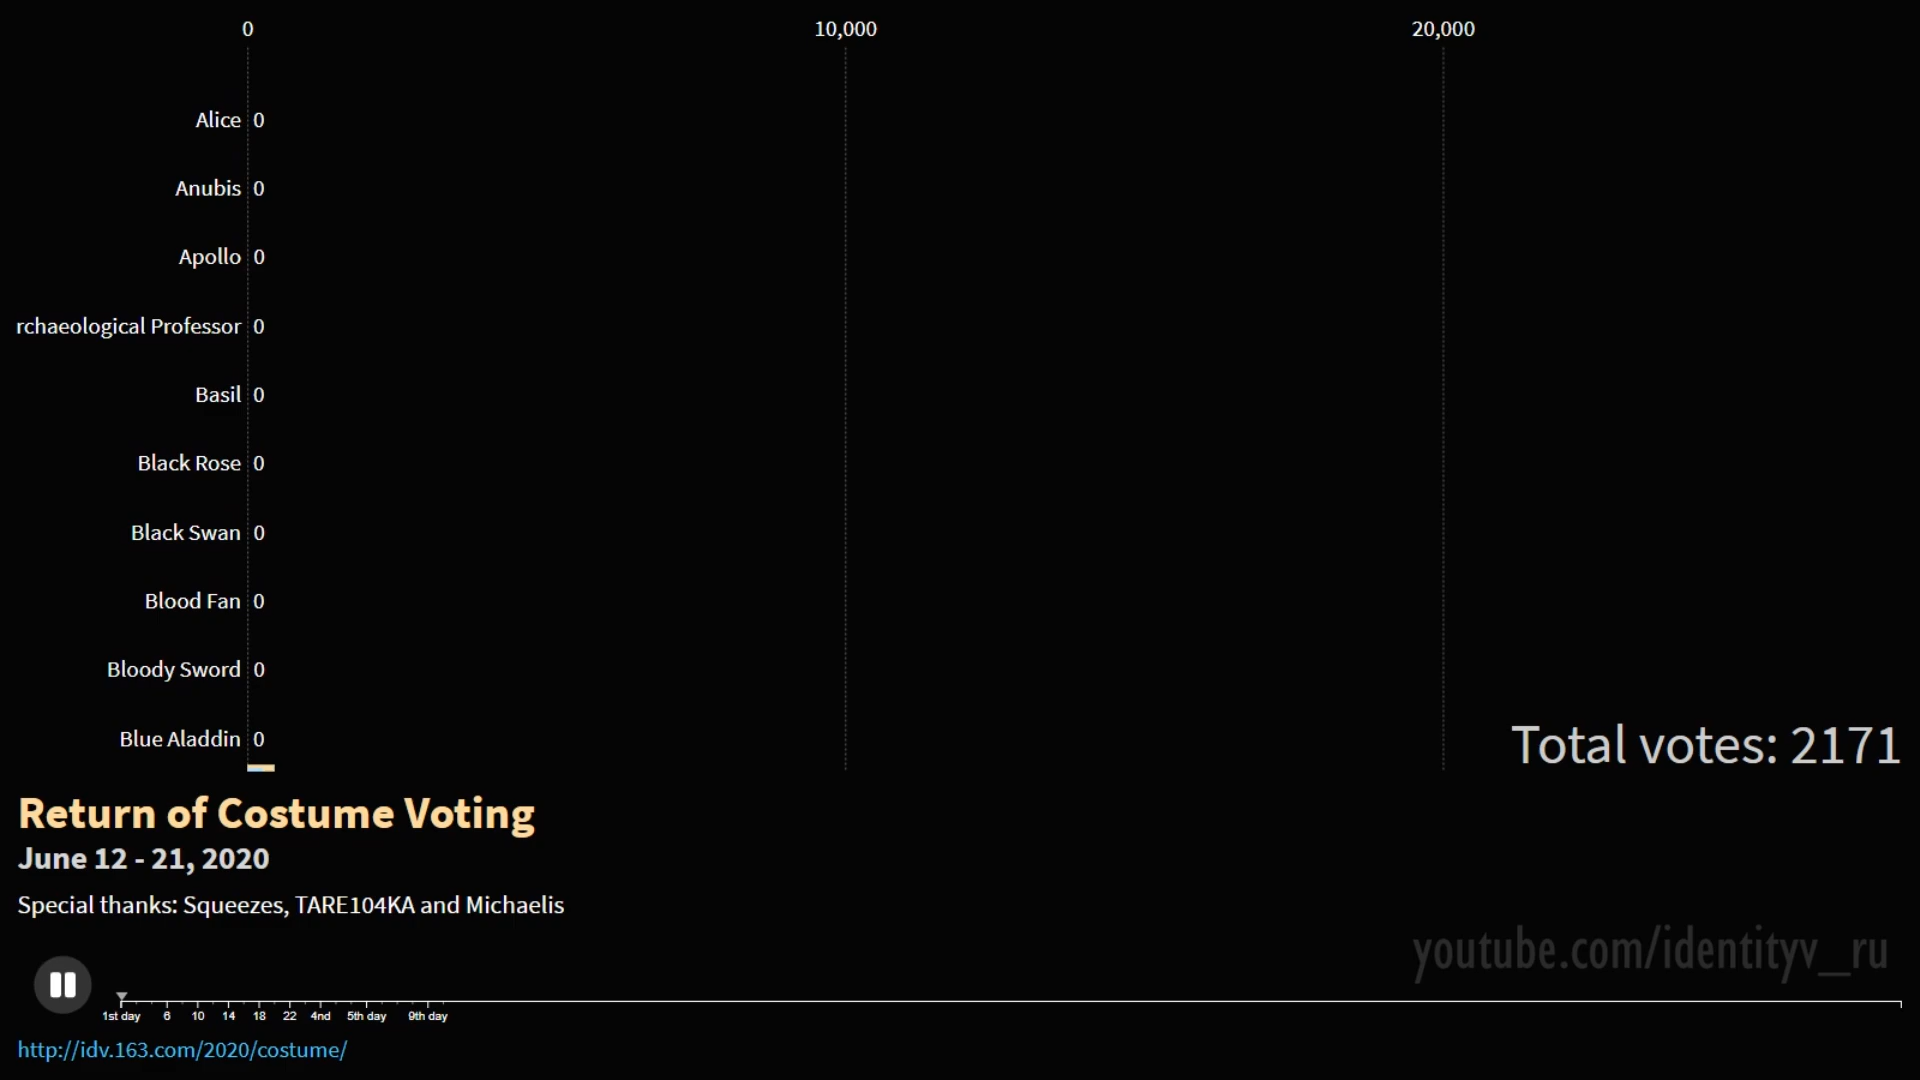 0 10,000 20,000
Alice 0
Anubis 0
Apollo 0
rchaeological Professor 0
Basil 0
Black Rose 0
Black Swan 0
Blood Fan 0
Bloody Sword 0
Blue Aladdin 0
Total votes: 2171
Return of Costume Voting
June 12 - 21, 2020
Special thanks: Squeezes, TARE104KA and Michaelis
youtube.com/identityv_ru
1st day 6 10 14 18 22 4nd 5th day 9th day
http://idv.163.com/2020/costume/